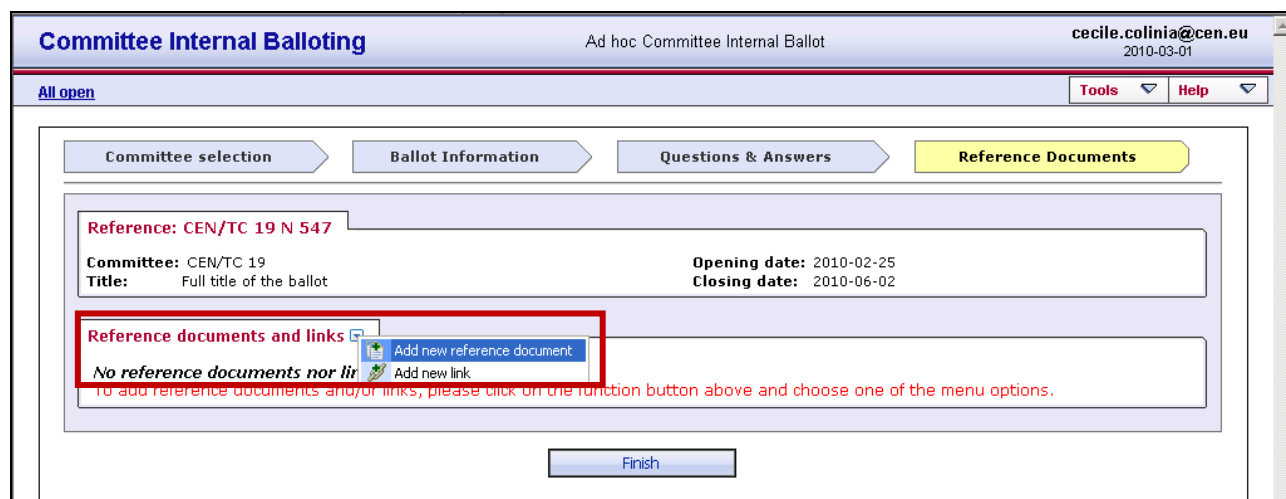 Committee Internal Balloting
Ad hoc Committee Internal Ballot
cecile.colinia@cen.eu
2010-03-01
All open
Tools
Help
Committee selection
Ballot Information
Questions & Answers
Reference Documents
Reference: CEN/TC 19 N 547
Committee: CEN/TC 19
Opening date: 2010-02-25
Title: Full title of the ballot
Closing date: 2010-06-02
Reference documents and links
Add new reference document
No reference documents nor
Add new link
To add reference documents and/or links, please click on the function button above and choose one of the menu options.
Finish